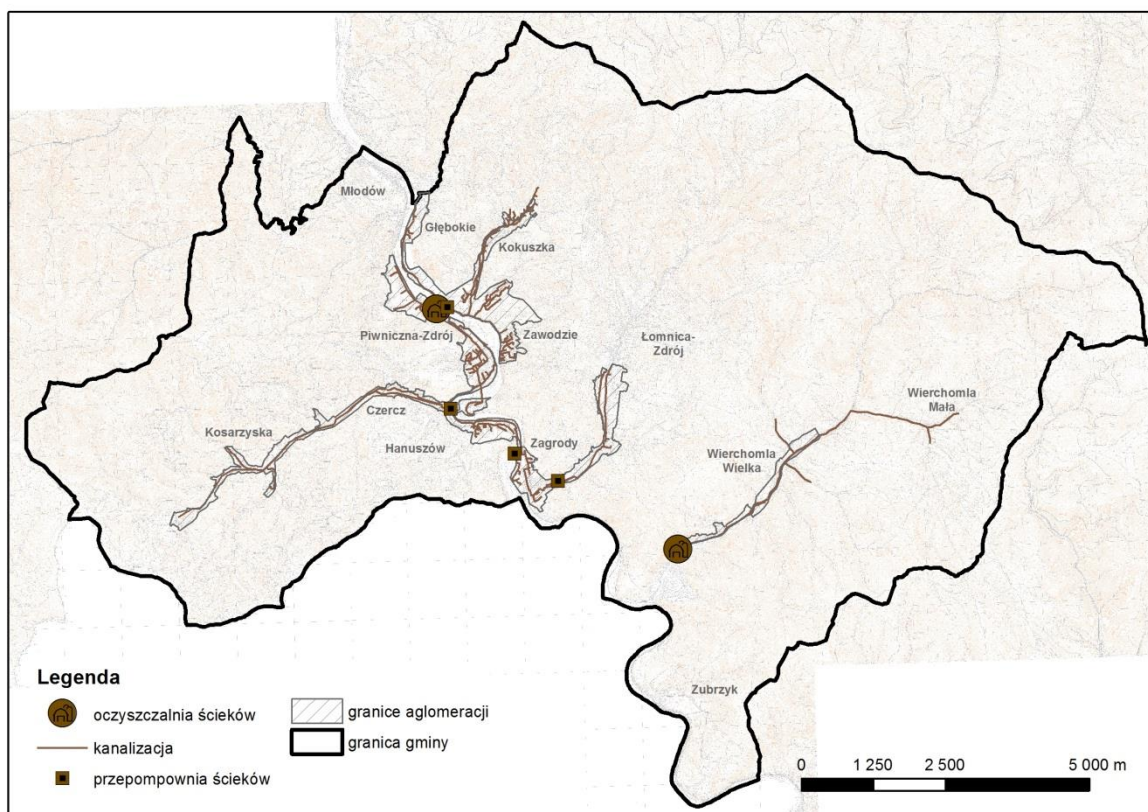 Młodów
Głębokie
Kokuszka
Piwniczna-Zdrój
Zawodzie
Łomnica-
Zdrój
Wierchomla
Mała
Czercz
Kosarzyska
Hanuszów
Zagrody
Wierchomla
Wielka
Zubrzyk
Legenda
oczyszczalnia ścieków
kanalizacja
przepompownia ścieków
granice aglomeracji
granica gminy
0 1 250 2 500 5 000 m